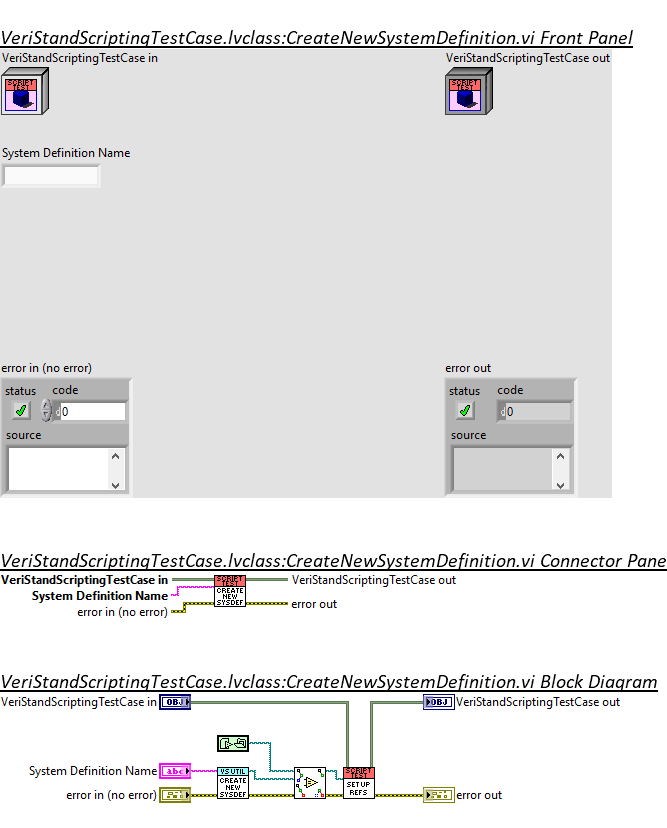 VeriStandScriptingTestCase.lvclass:CreateNewSystemDefinition.vi Front Panel
VeriStandScriptingTestCase in
VeriStandScriptingTestCase out
SCRIPT TEST
SCRIPT TEST
System Definition Name
error in (no error)
error out
status code
status code
d 0
d 0
source
source
VeriStandScriptingTestCase.lvclass:CreateNewSystemDefinition.vi Connector Pane
VeriStandScriptingTestCase in
SCRIPT TEST
VeriStandScriptingTestCase out
System Definition Name
CREATE NEW SYSDEF
error in (no error)
error out
VeriStandScriptingTestCase.lvclass:CreateNewSystemDefinition.vi Block Diagram
VeriStandScriptingTestCase in
OBJ
OBJ
VeriStandScriptingTestCase out
System Definition Name
abc
VS UTIL
CREATE NEW SYSDEF
SCRIPT TEST
SETUP REFS
error in (no error)
error out